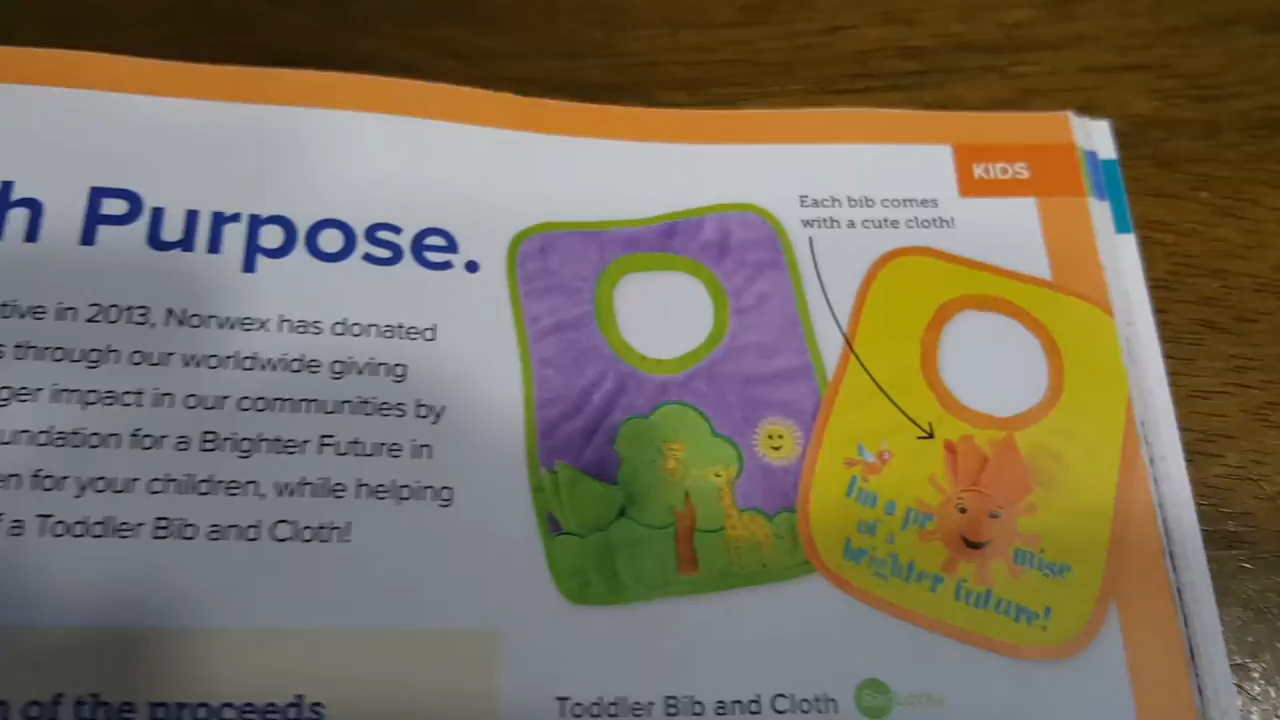 KIDS
Each bib comes
with a cute cloth!
h Purpose.
tive in 2013, Norwex has donated
s through our worldwide giving
ger impact in our communities by
undation for a Brighter Future in
en for your children, while helping
f a Toddler Bib and Cloth!
I'm a pr mise
of a
brighter future!
n of the proceeds
Toddler Bib and Cloth